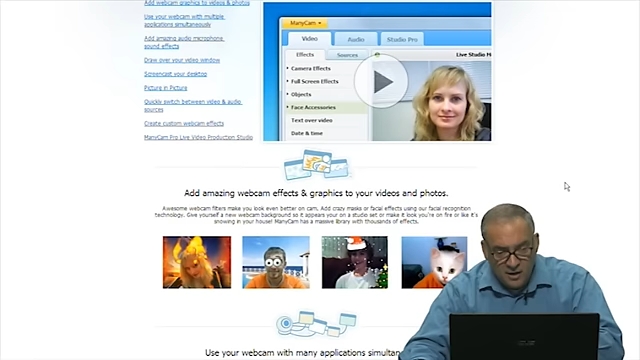 Add webcam graphics to videos & photos
Use your webcam with multiple
applications simultaneously
Add amazing audio microphone
sound effects
Draw over your video window
Screencast your desktop
Picture in Picture
Quickly switch between video & audio
sources
Create custom webcam effects
ManyCam Pro Live Video Production Studio
ManyCam
Video
Audio
Studio Pro
Effects
Sources
Live Studio
Camera Effects
Full Screen Effects
Objects
Face Accessories
Text over video
Date & time
Add amazing webcam effects & graphics to your videos and photos.
Awesome webcam filters make you look even better on cam. Add crazy masks or facial effects using our facial recognition
technology. Give yourself a new webcam background so it appears your on a studio set or make it look you're on fire or like it's
snowing in your house! ManyCam has a massive library with thousands of effects.
Use your webcam with many applications
ASUS